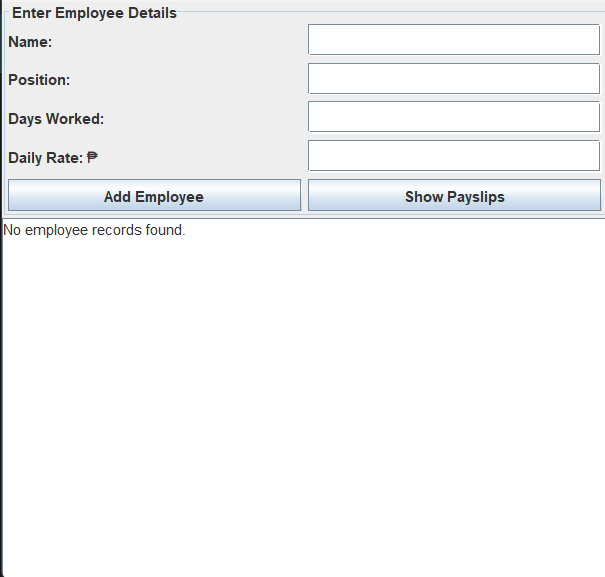 Enter Employee Details
Name:
Position:
Days Worked:
Daily Rate: ₱
Add Employee Show Payslips
No employee records found.